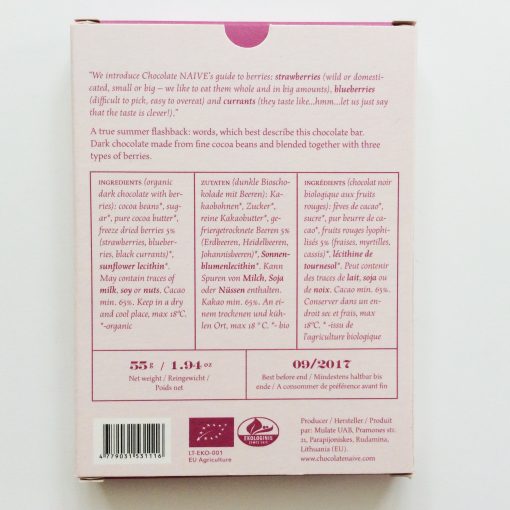 "We introduce Chocolate NAIVE's guide to berries: strawberries (wild or domesti-
cated, small or big – we like to eat them whole and in big amounts), blueberries
(difficult to pick, easy to overeat) and currants (they taste like...hmm...let us just say
that the taste is clever!)."
A true summer flashback: words, which best describe this chocolate bar.
Dark chocolate made from fine cocoa beans and blended together with three
types of berries.
INGREDIENTS (organic
dark chocolate with ber-
ries): cocoa beans*, sug-
ar*, pure cocoa butter*,
freeze dried berries 5%
(strawberries, blueber-
ries, black currants)*,
sunflower lecithin*.
May contain traces of
milk, soy or nuts. Cacao
min. 65%. Keep in a dry
and cool place, max 18°C.
*-organic
ZUTATEN (dunkle Bioscho-
kolade mit Beeren): Ka-
kaobohnen*, Zucker*,
reine Kakaobutter*, ge-
friergetrocknete Beeren 5%
(Erdbeeren, Heidelbeeren,
Johannisbeeren)*, Sonnen-
blumenlecithin*. Kann
Spuren von Milch, Soja
oder Nüssen enthalten.
Kakao min. 65%. An ei-
nem trockenen und küh-
len Ort, max 18 °C. *- bio
INGRÉDIENTS (chocolat noir
biologique aux fruits
rouges): fèves de cacao*,
sucre*, pur beurre de ca-
cao*, fruits rouges lyophili-
sés 5% (fraises, myrtilles,
cassis)*, lécithine de
tournesol*. Peut contenir
des traces de lait, soja ou
de noix. Cacao min. 65%.
Conserver dans un en-
droit sec et frais, max
18°C. * -issu de
l'agriculture biologique
55g / 1.94 oz
Net weight / Reingewicht /
Poids net
09/2017
Best before end / Mindestens haltbar bis
ende / A consommer de préférence avant fin
4 779031 531116
LT-EKO-001
EU Agriculture
EKOLOGINIS
Producer / Hersteller / Produit
par: Mulate UAB, Pramones str.
21, Parapijoniskes, Rudamina,
Lithuania (EU)
www.chocolatenaive.com